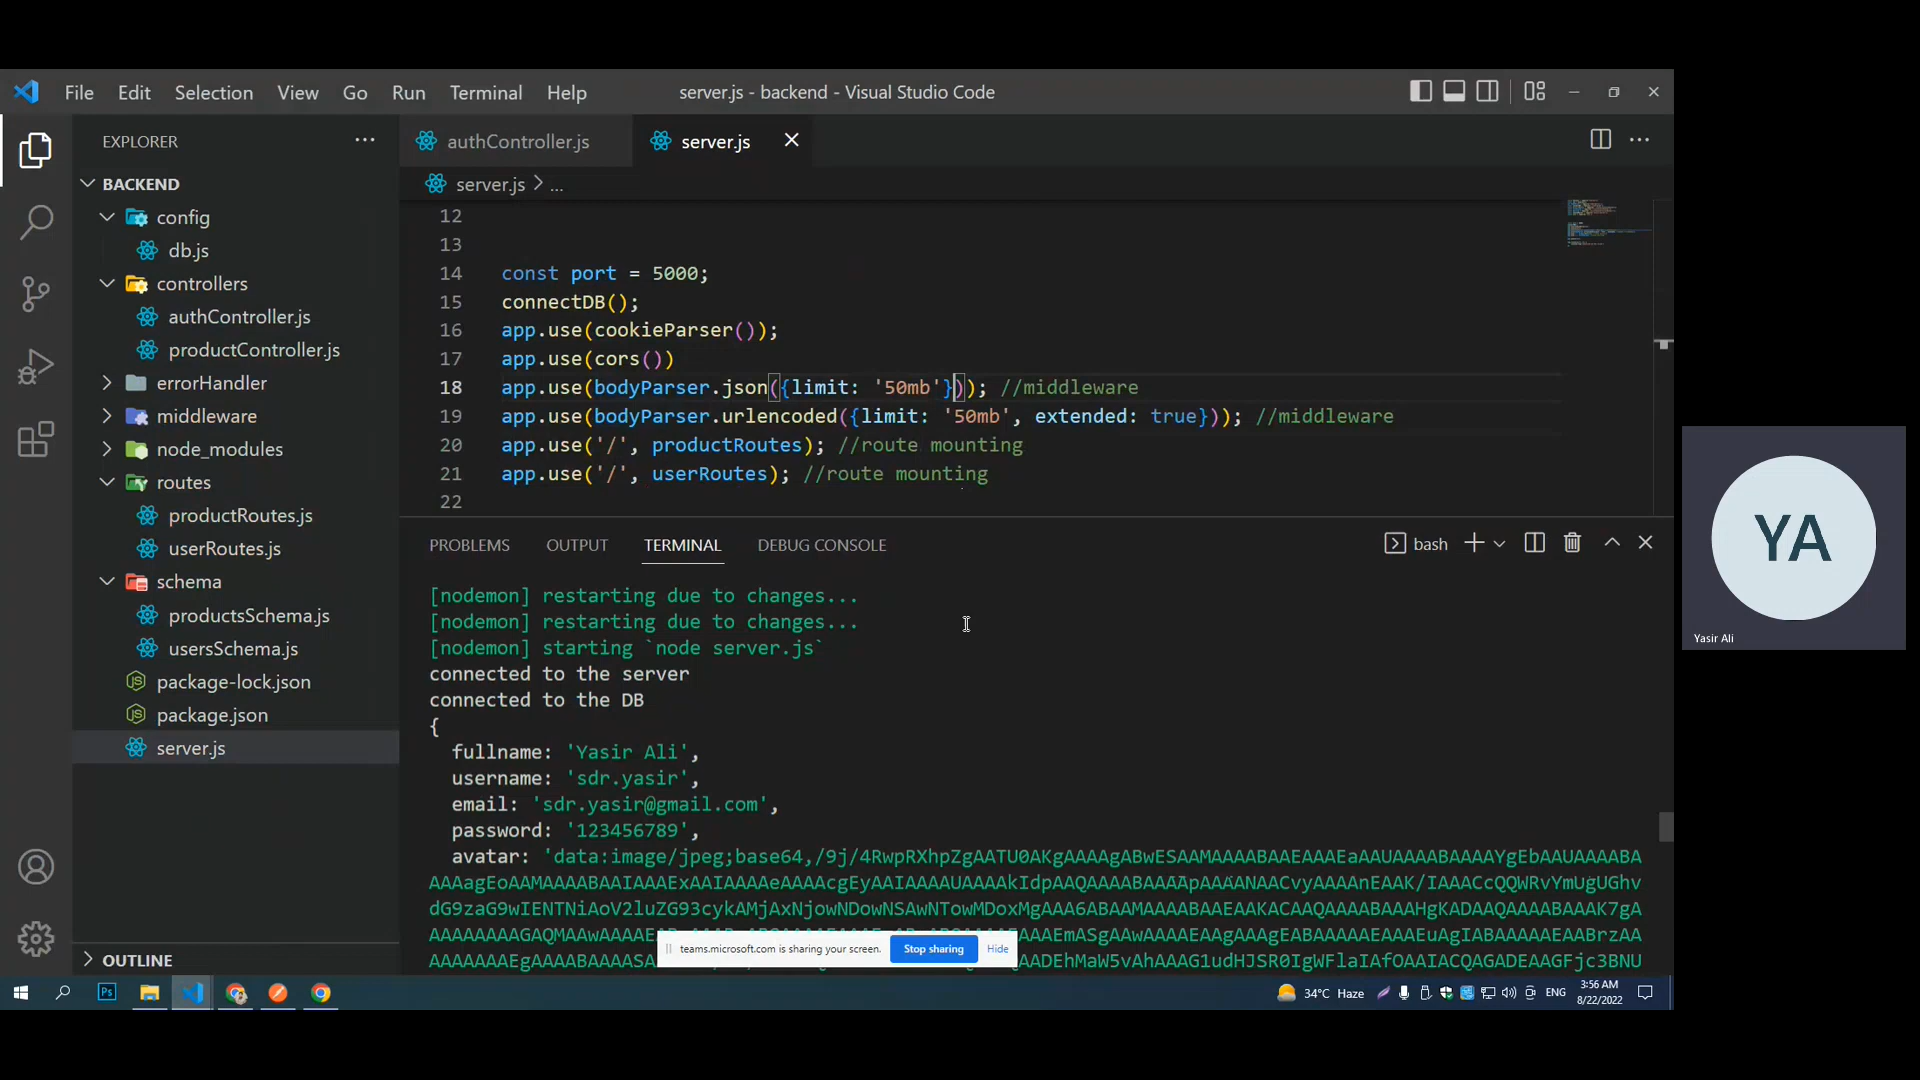 File Edit Selection View Go Run Terminal Help server.js - backend - Visual Studio Code
EXPLORER
BACKEND
config
db.js
controllers
authController.js
productController.js
errorHandler
middleware
node_modules
routes
productRoutes.js
userRoutes.js
schema
productsSchema.js
usersSchema.js
package-lock.json
package.json
server.js
OUTLINE
authController.js server.js
server.js > ...
12
13
14 const port = 5000;
15 connectDB();
16 app.use(cookieParser());
17 app.use(cors())
18 app.use(bodyParser.json({limit: '50mb'})); //middleware
19 app.use(bodyParser.urlencoded({limit: '50mb', extended: true})); //middleware
20 app.use('/', productRoutes); //route mounting
21 app.use('/', userRoutes); //route mounting
22
PROBLEMS OUTPUT TERMINAL DEBUG CONSOLE bash
[nodemon] restarting due to changes...
[nodemon] restarting due to changes...
[nodemon] starting `node server.js`
connected to the server
connected to the DB
{
fullname: 'Yasir Ali',
username: 'sdr.yasir',
email: 'sdr.yasir@gmail.com',
password: '123456789',
avatar: 'data:image/jpeg;base64,
teams.microsoft.com is sharing your screen. Stop sharing Hide
Ps
34°C Haze ENG 3:56 AM
8/22/2022
YA
Yasir Ali